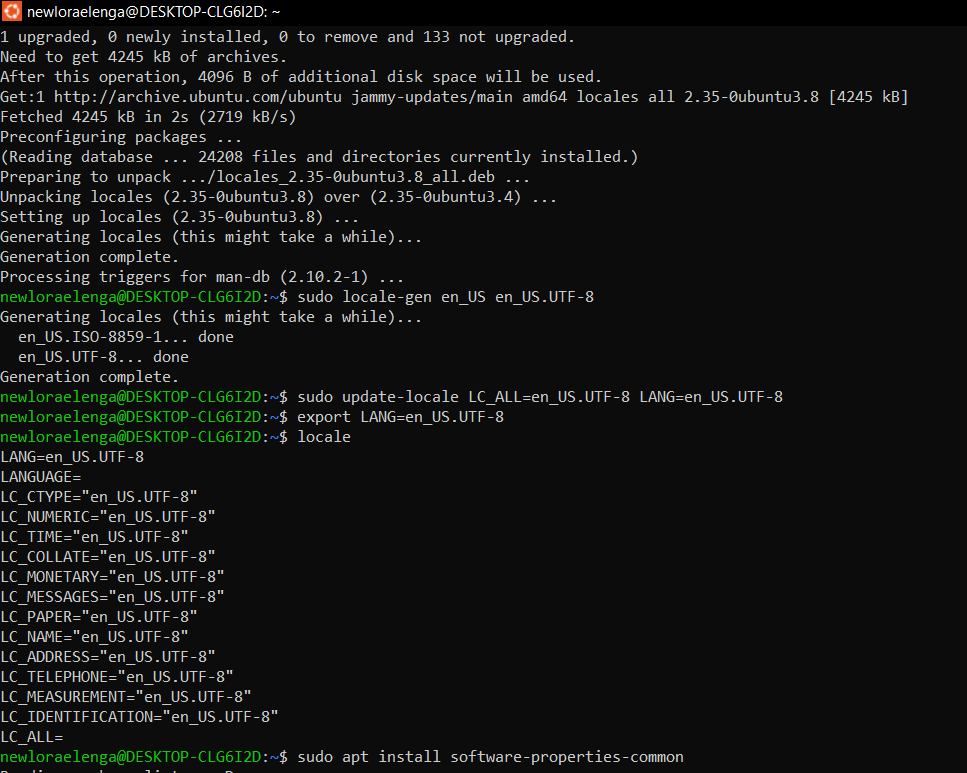 newloraelenga@DESKTOP-CLG6I2D: ~
1 upgraded, 0 newly installed, 0 to remove and 133 not upgraded.
Need to get 4245 kB of archives.
After this operation, 4096 B of additional disk space will be used.
Get:1 http://archive.ubuntu.com/ubuntu jammy-updates/main amd64 locales all 2.35-0ubuntu3.8 [4245 kB]
Fetched 4245 kB in 2s (2719 kB/s)
Preconfiguring packages ...
(Reading database ... 24208 files and directories currently installed.)
Preparing to unpack .../locales_2.35-0ubuntu3.8_all.deb ...
Unpacking locales (2.35-0ubuntu3.8) over (2.35-0ubuntu3.4) ...
Setting up locales (2.35-0ubuntu3.8) ...
Generating locales (this might take a while)...
Generation complete.
Processing triggers for man-db (2.10.2-1) ...
newloraelenga@DESKTOP-CLG6I2D:~$ sudo locale-gen en_US en_US.UTF-8
Generating locales (this might take a while)...
  en_US.ISO-8859-1... done
  en_US.UTF-8... done
Generation complete.
newloraelenga@DESKTOP-CLG6I2D:~$ sudo update-locale LC_ALL=en_US.UTF-8 LANG=en_US.UTF-8
newloraelenga@DESKTOP-CLG6I2D:~$ export LANG=en_US.UTF-8
newloraelenga@DESKTOP-CLG6I2D:~$ locale
LANG=en_US.UTF-8
LANGUAGE=
LC_CTYPE="en_US.UTF-8"
LC_NUMERIC="en_US.UTF-8"
LC_TIME="en_US.UTF-8"
LC_COLLATE="en_US.UTF-8"
LC_MONETARY="en_US.UTF-8"
LC_MESSAGES="en_US.UTF-8"
LC_PAPER="en_US.UTF-8"
LC_NAME="en_US.UTF-8"
LC_ADDRESS="en_US.UTF-8"
LC_TELEPHONE="en_US.UTF-8"
LC_MEASUREMENT="en_US.UTF-8"
LC_IDENTIFICATION="en_US.UTF-8"
LC_ALL=
newloraelenga@DESKTOP-CLG6I2D:~$ sudo apt install software-properties-common